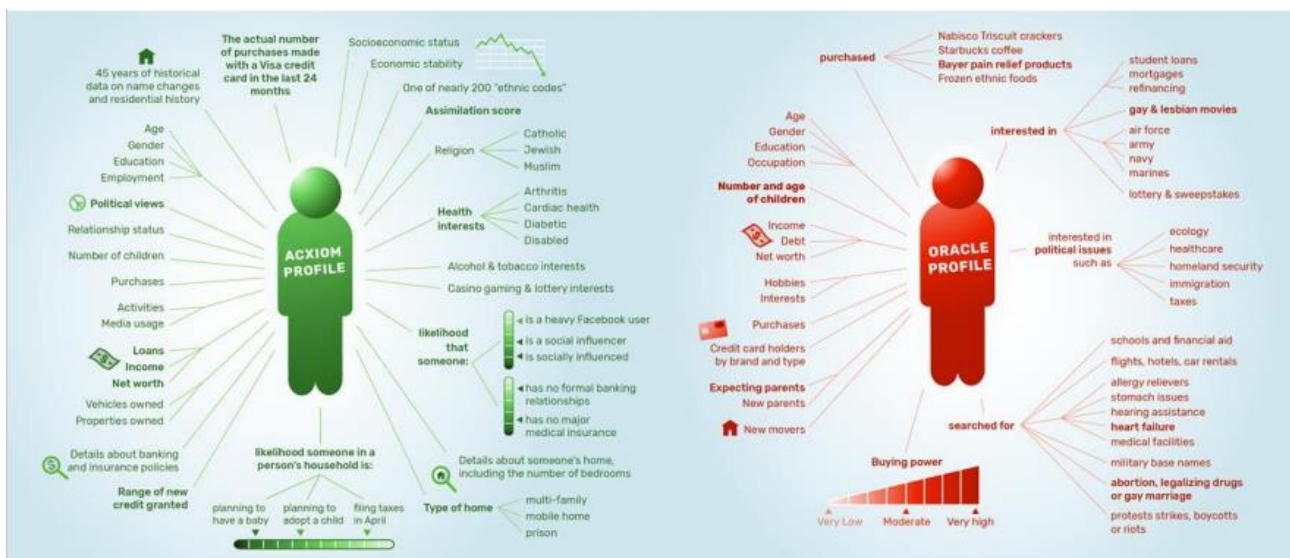 45 years of historical
data on name changes
and residential history
The actual number
of purchases made
with a Visa credit
card in the last 24
months
Socioeconomic status
Economic stability
One of nearly 200 "ethnic codes"
Assimilation score
Religion
Catholic
Jewish
Muslim
Age
Gender
Education
Employment
Political views
Relationship status
Number of children
Purchases
Activities
Media usage
Loans
Income
Net worth
Vehicles owned
Properties owned
Details about banking
and insurance policies
Range of new
credit granted
ACXIOM
PROFILE
Health
interests
Arthritis
Cardiac health
Diabetic
Disabled
Alcohol & tobacco interests
Casino gaming & lottery interests
likelihood
that
someone:
is a heavy Facebook user
is a social influencer
is socially influenced
has no formal banking
relationships
has no major
medical insurance
Details about someone's home,
including the number of bedrooms
Type of home
multi-family
mobile home
prison
likelihood someone in a
person's household is:
planning to
have a baby
planning to
adopt a child
filing taxes
in April
purchased
Nabisco Triscuit crackers
Starbucks coffee
Bayer pain relief products
Frozen ethnic foods
Age
Gender
Education
Occupation
Number and age
of children
Income
Debt
Net worth
Hobbies
Interests
Purchases
Credit card holders
by brand and type
Expecting parents
New parents
New movers
ORACLE
PROFILE
interested in
student loans
mortgages
refinancing
gay & lesbian movies
air force
army
navy
marines
lottery & sweepstakes
interested in
political issues
such as
ecology
healthcare
homeland security
immigration
taxes
searched for
schools and financial aid
flights, hotels, car rentals
allergy relievers
stomach issues
hearing assistance
heart failure
medical facilities
military base names
abortion, legalizing drugs
or gay marriage
protests strikes, boycotts
or riots
Buying power
Very Low
Moderate
Very high